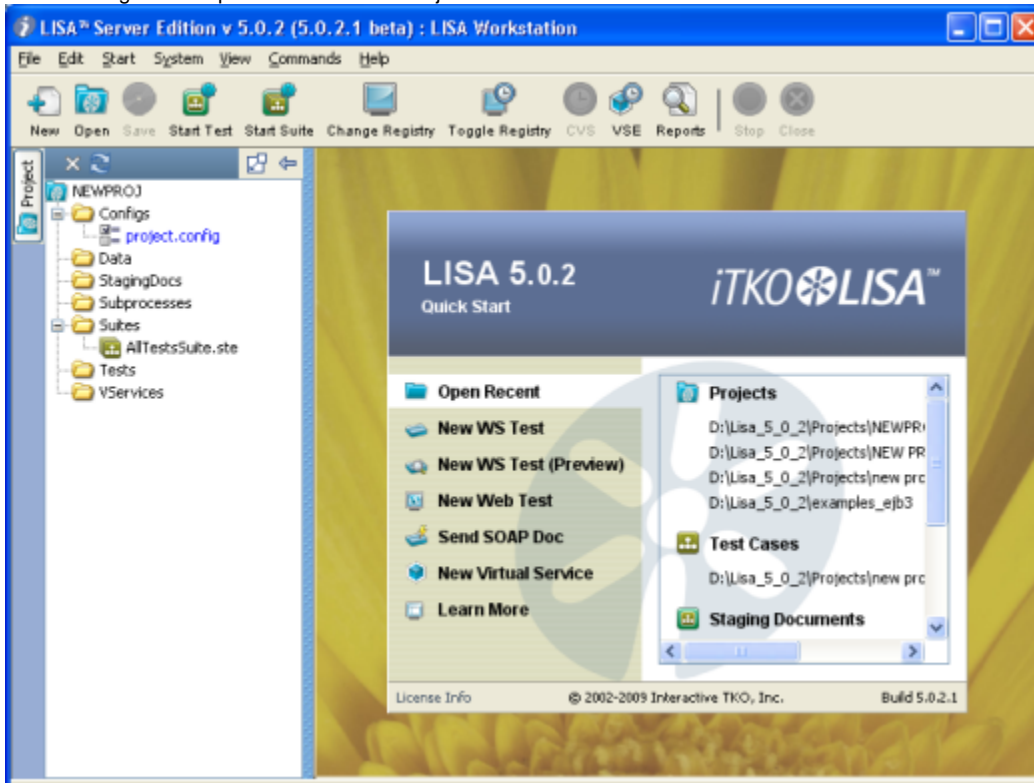 LISA™ Server Edition v 5.0.2 (5.0.2.1 beta) : LISA Workstation
File Edit Start System View Commands Help
New Open Save Start Test Start Suite Change Registry Toggle Registry CVS VSE Reports Stop Close
Project
NEWPROJ
Configs
project.config
Data
StagingDocs
Subprocesses
Suites
AllTestsSuite.ste
Tests
VServices
LISA 5.0.2
Quick Start
iTKO LISA™
Open Recent
New WS Test
New WS Test (Preview)
New Web Test
Send SOAP Doc
New Virtual Service
Learn More
Projects
D:\Lisa_5_0_2\Projects\NEWPR
D:\Lisa_5_0_2\Projects\NEW PR
D:\Lisa_5_0_2\Projects\new proc
D:\Lisa_5_0_2\examples_ejb3
Test Cases
D:\Lisa_5_0_2\Projects\new proc
Staging Documents
License Info © 2002-2009 Interactive TKO, Inc. Build 5.0.2.1